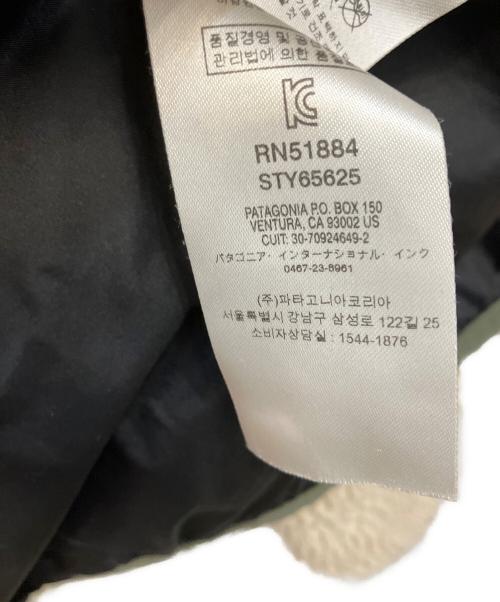 품질경영 및 공
관리법에 의한 품
RN51884
STY65625
PATAGONIA P.O. BOX 150
VENTURA, CA 93002 US
CUIT: 30-70924649-2
パタゴニア・インターナショナル・インク
0467-23-8961
(주)파타고니아코리아
서울특별시 강남구 삼성로 122길 25
소비자상담실 : 1544-1876